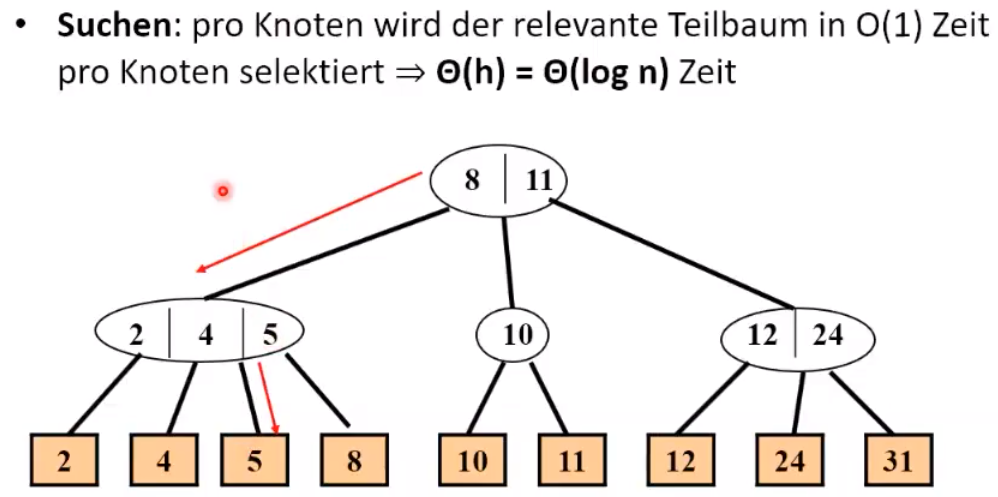 • Suchen: pro Knoten wird der relevante Teilbaum in O(1) Zeit
pro Knoten selektiert ⇒ Θ(h) = Θ(log n) Zeit
8 11
2 4 5 10 12 24
2 4 5 8 10 11 12 24 31